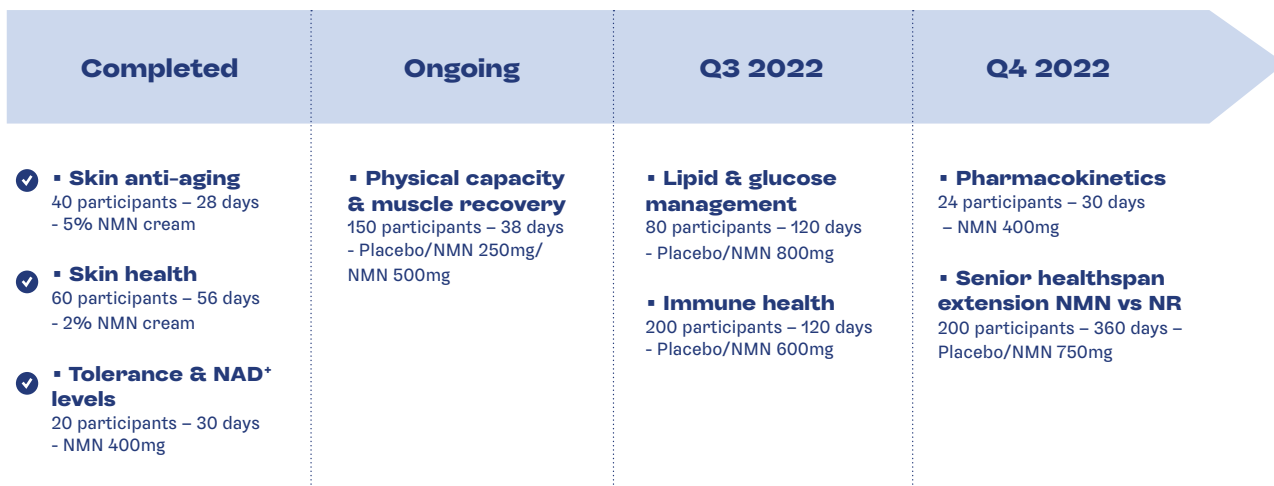 Completed
Ongoing
Q3 2022
Q4 2022
▪ Skin anti-aging
40 participants – 28 days
- 5% NMN cream
▪ Skin health
60 participants – 56 days
- 2% NMN cream
▪ Tolerance & NAD⁺
levels
20 participants – 30 days
- NMN 400mg
▪ Physical capacity
& muscle recovery
150 participants – 38 days
- Placebo/NMN 250mg/
NMN 500mg
▪ Lipid & glucose
management
80 participants – 120 days
- Placebo/NMN 800mg
▪ Immune health
200 participants – 120 days
- Placebo/NMN 600mg
▪ Pharmacokinetics
24 participants – 30 days
– NMN 400mg
▪ Senior healthspan
extension NMN vs NR
200 participants – 360 days –
Placebo/NMN 750mg